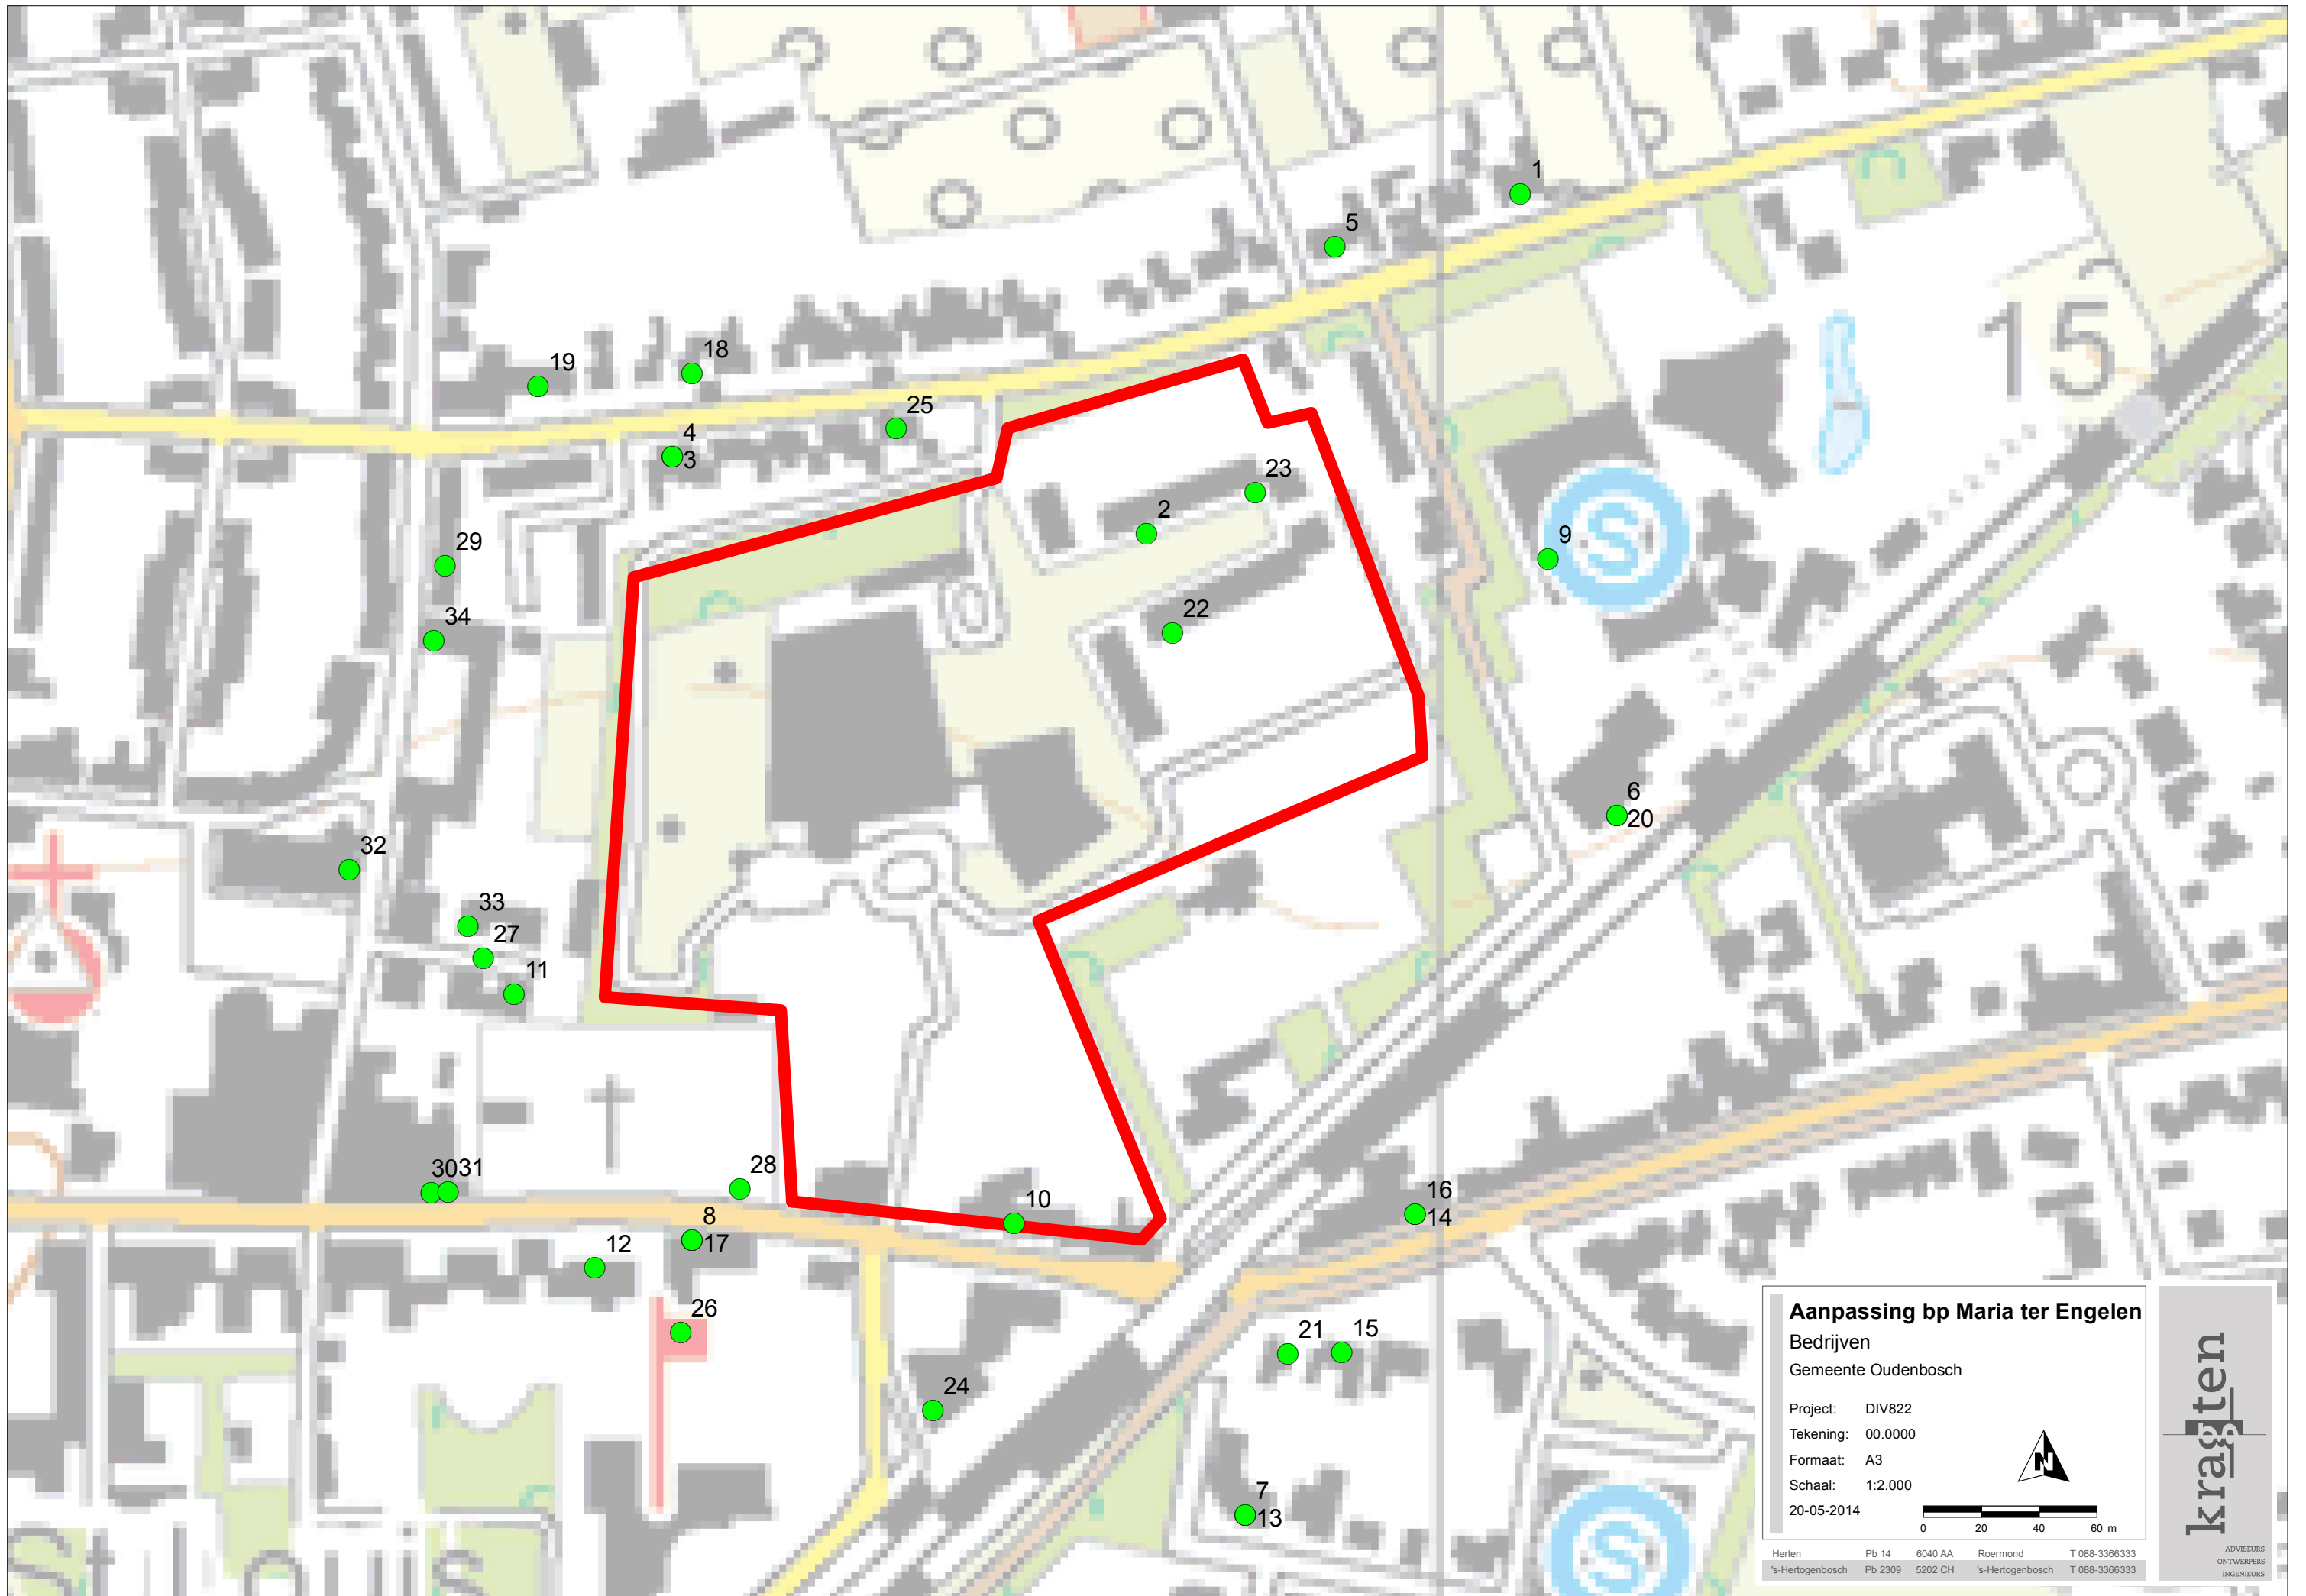 1
5
15
19
18
25
4
3
23
2
29
9
22
34
6
20
32
33
27
11
28
3031
10
16
14
8
17
12
26
21
15
24
7
13
St Louis
S
S
Aanpassing bp Maria ter Engelen
Bedrijven
Gemeente Oudenbosch
Project: DIV822
Tekening: 00.0000
Formaat: A3
Schaal: 1:2.000
20-05-2014
N
0 20 40 60 m
Herten Pb 14 6040 AA Roermond T 088-3366333
's-Hertogenbosch Pb 2309 5202 CH 's-Hertogenbosch T 088-3366333
kragten
ADVISEURS
ONTWERPERS
INGENIEURS